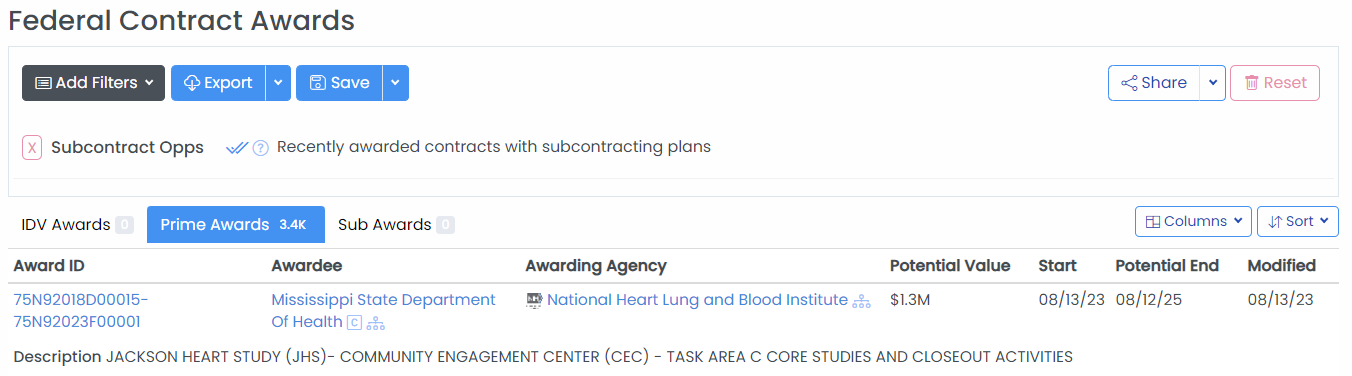 Federal Contract Awards
Add Filters Export Save Share Reset
X Subcontract Opps ? Recently awarded contracts with subcontracting plans
IDV Awards 0 Prime Awards 3.4K Sub Awards 0 Columns Sort
Award ID Awardee Awarding Agency Potential Value Start Potential End Modified
75N92018D00015- Mississippi State Department NIH National Heart Lung and Blood Institute $1.3M 08/13/23 08/12/25 08/13/23
75N92023F00001 Of Health C
Description JACKSON HEART STUDY (JHS)- COMMUNITY ENGAGEMENT CENTER (CEC) - TASK AREA C CORE STUDIES AND CLOSEOUT ACTIVITIES